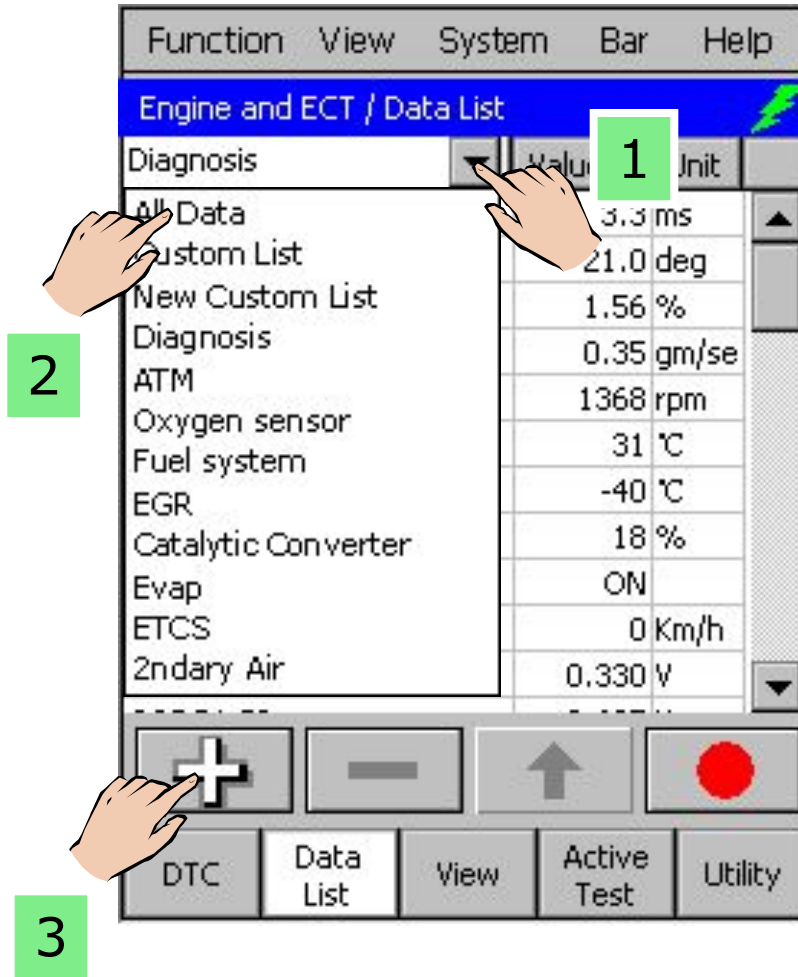 Function View System Bar Help
Engine and ECT / Data List
Diagnosis Unit
1
All Data 3.3 ms
Custom List 21.0 deg
New Custom List 1.56 %
Diagnosis 0.35 gm/se
2
ATM 1368 rpm
Oxygen sensor 31 ℃
Fuel system
EGR -40 ℃
Catalytic Converter 18 %
Evap ON
ETCS 0 Km/h
2ndary Air 0.330 V
DTC Data List View Active Test Utility
3